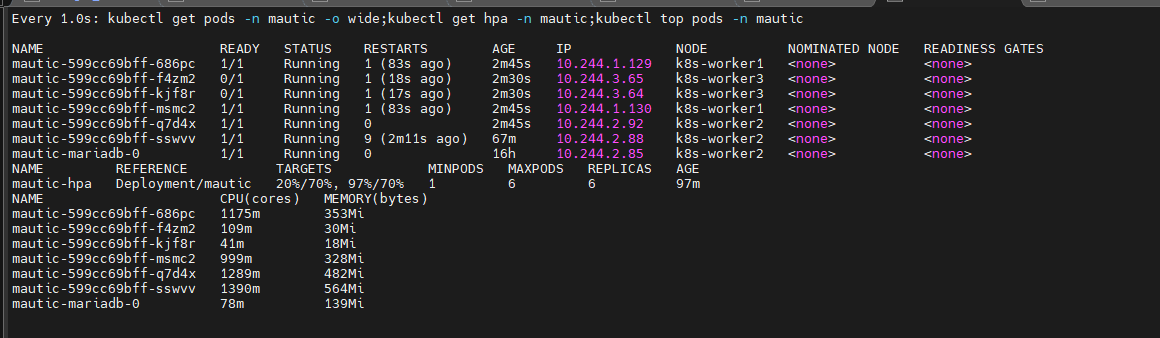 Every 1.0s: kubectl get pods -n mautic -o wide;kubectl get hpa -n mautic;kubectl top pods -n mautic
NAME READY STATUS RESTARTS AGE IP NODE NOMINATED NODE READINESS GATES
mautic-599cc69bff-686pc 1/1 Running 1 (83s ago) 2m45s 10.244.1.129 k8s-worker1 <none> <none>
mautic-599cc69bff-f4zm2 0/1 Running 1 (18s ago) 2m30s 10.244.3.65 k8s-worker3 <none> <none>
mautic-599cc69bff-kjf8r 0/1 Running 1 (17s ago) 2m30s 10.244.3.64 k8s-worker3 <none> <none>
mautic-599cc69bff-msmc2 1/1 Running 1 (83s ago) 2m45s 10.244.1.130 k8s-worker1 <none> <none>
mautic-599cc69bff-q7d4x 1/1 Running 0 2m45s 10.244.2.92 k8s-worker2 <none> <none>
mautic-599cc69bff-sswvv 1/1 Running 9 (2m11s ago) 67m 10.244.2.88 k8s-worker2 <none> <none>
mautic-mariadb-0 1/1 Running 0 16h 10.244.2.85 k8s-worker2 <none> <none>
NAME REFERENCE TARGETS MINPODS MAXPODS REPLICAS AGE
mautic-hpa Deployment/mautic 20%/70%, 97%/70% 1 6 6 97m
NAME CPU(cores) MEMORY(bytes)
mautic-599cc69bff-686pc 1175m 353Mi
mautic-599cc69bff-f4zm2 109m 30Mi
mautic-599cc69bff-kjf8r 41m 18Mi
mautic-599cc69bff-msmc2 999m 328Mi
mautic-599cc69bff-q7d4x 1289m 482Mi
mautic-599cc69bff-sswvv 1390m 564Mi
mautic-mariadb-0 78m 139Mi